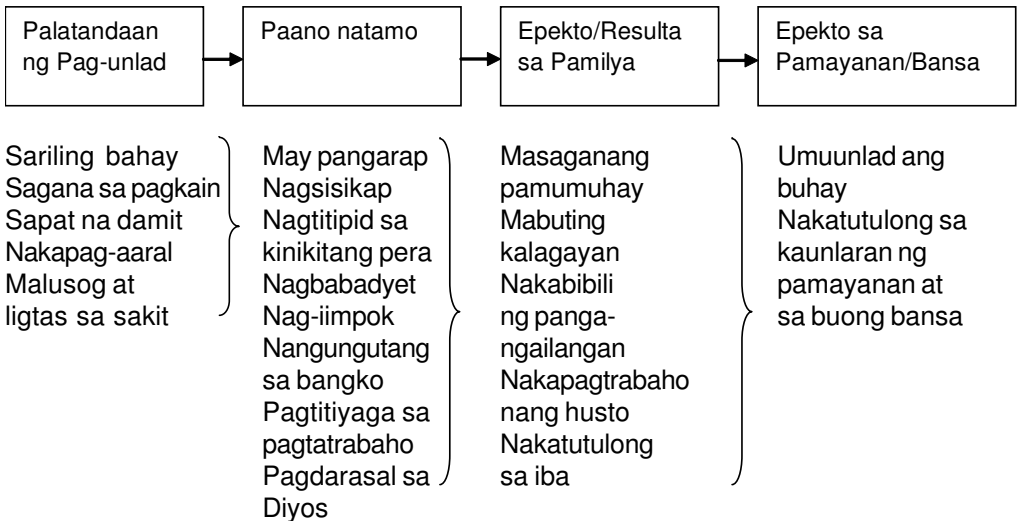 Palatandaan
ng Pag-unlad
Paano natamo
Epekto/Resulta
sa Pamilya
Epekto sa
Pamayanan/Bansa
Sariling bahay
Sagana sa pagkain
Sapat na damit
Nakapag-aaral
Malusog at
ligtas sa sakit
May pangarap
Nagsisikap
Nagtitipid sa
kinikitang pera
Nagbabadyet
Nag-iimpok
Nangungutang
sa bangko
Pagtitiyaga sa
pagtatrabaho
Pagdarasal sa
Diyos
Masaganang
pamumuhay
Mabuting
kalagayan
Nakabibili
ng panga-
ngailangan
Nakapagtrabaho
nang husto
Nakatutulong
sa iba
Umuunlad ang
buhay
Nakatutulong sa
kaunlaran ng
pamayanan at
sa buong bansa